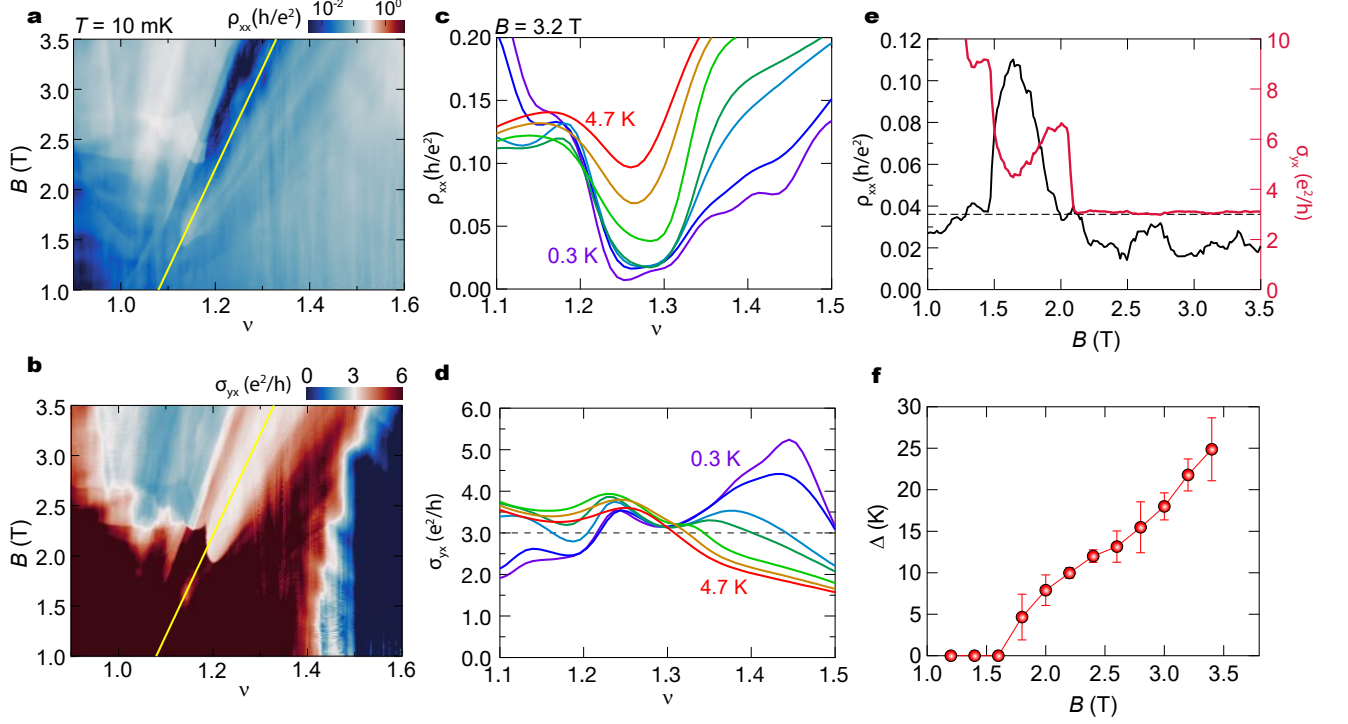 a
T = 10 mK
ρxx(h/e²)
10⁻²
10⁰
3.5
3.0
2.5
2.0
1.5
1.0
B (T)
1.0
1.2
1.4
1.6
ν
c
B = 3.2 T
0.20
0.15
0.10
0.05
0.00
ρxx(h/e²)
4.7 K
0.3 K
1.1
1.2
1.3
1.4
1.5
ν
e
0.12
0.10
0.08
0.06
0.04
0.02
0.00
ρxx(h/e²)
10
8
6
4
2
0
σyx (e²/h)
1.0
1.5
2.0
2.5
3.0
3.5
B (T)
b
σyx (e²/h)
0
3
6
3.5
3.0
2.5
2.0
1.5
1.0
B (T)
1.0
1.2
1.4
1.6
ν
d
6.0
5.0
4.0
3.0
2.0
1.0
0.0
σyx (e²/h)
0.3 K
4.7 K
1.1
1.2
1.3
1.4
1.5
ν
f
30
25
20
15
10
5
0
Δ (K)
1.0
1.5
2.0
2.5
3.0
3.5
B (T)